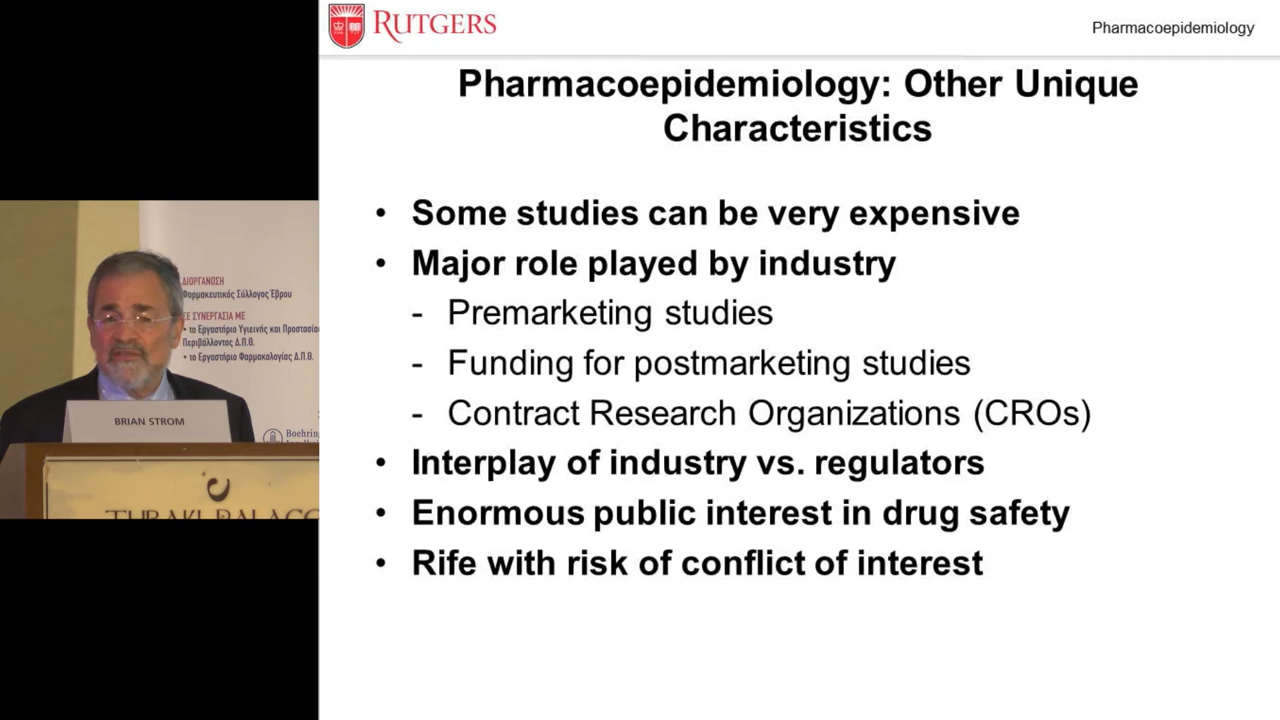 RUTGERS
Pharmacoepidemiology
Pharmacoepidemiology: Other Unique
Characteristics
• Some studies can be very expensive
• Major role played by industry
- Premarketing studies
- Funding for postmarketing studies
- Contract Research Organizations (CROs)
• Interplay of industry vs. regulators
• Enormous public interest in drug safety
• Rife with risk of conflict of interest
ΔΙΟΡΓΑΝΩΣΗ
Φαρμακευτικός Σύλλογος Έβρου
ΣΕ ΣΥΝΕΡΓΑΣΙΑ ΜΕ
• το Εργαστήριο Υγιεινής και Προστασίας
Περιβάλλοντος Δ.Π.Θ.
• το Εργαστήριο Φαρμακολογίας Δ.Π.Θ.
BRIAN STROM